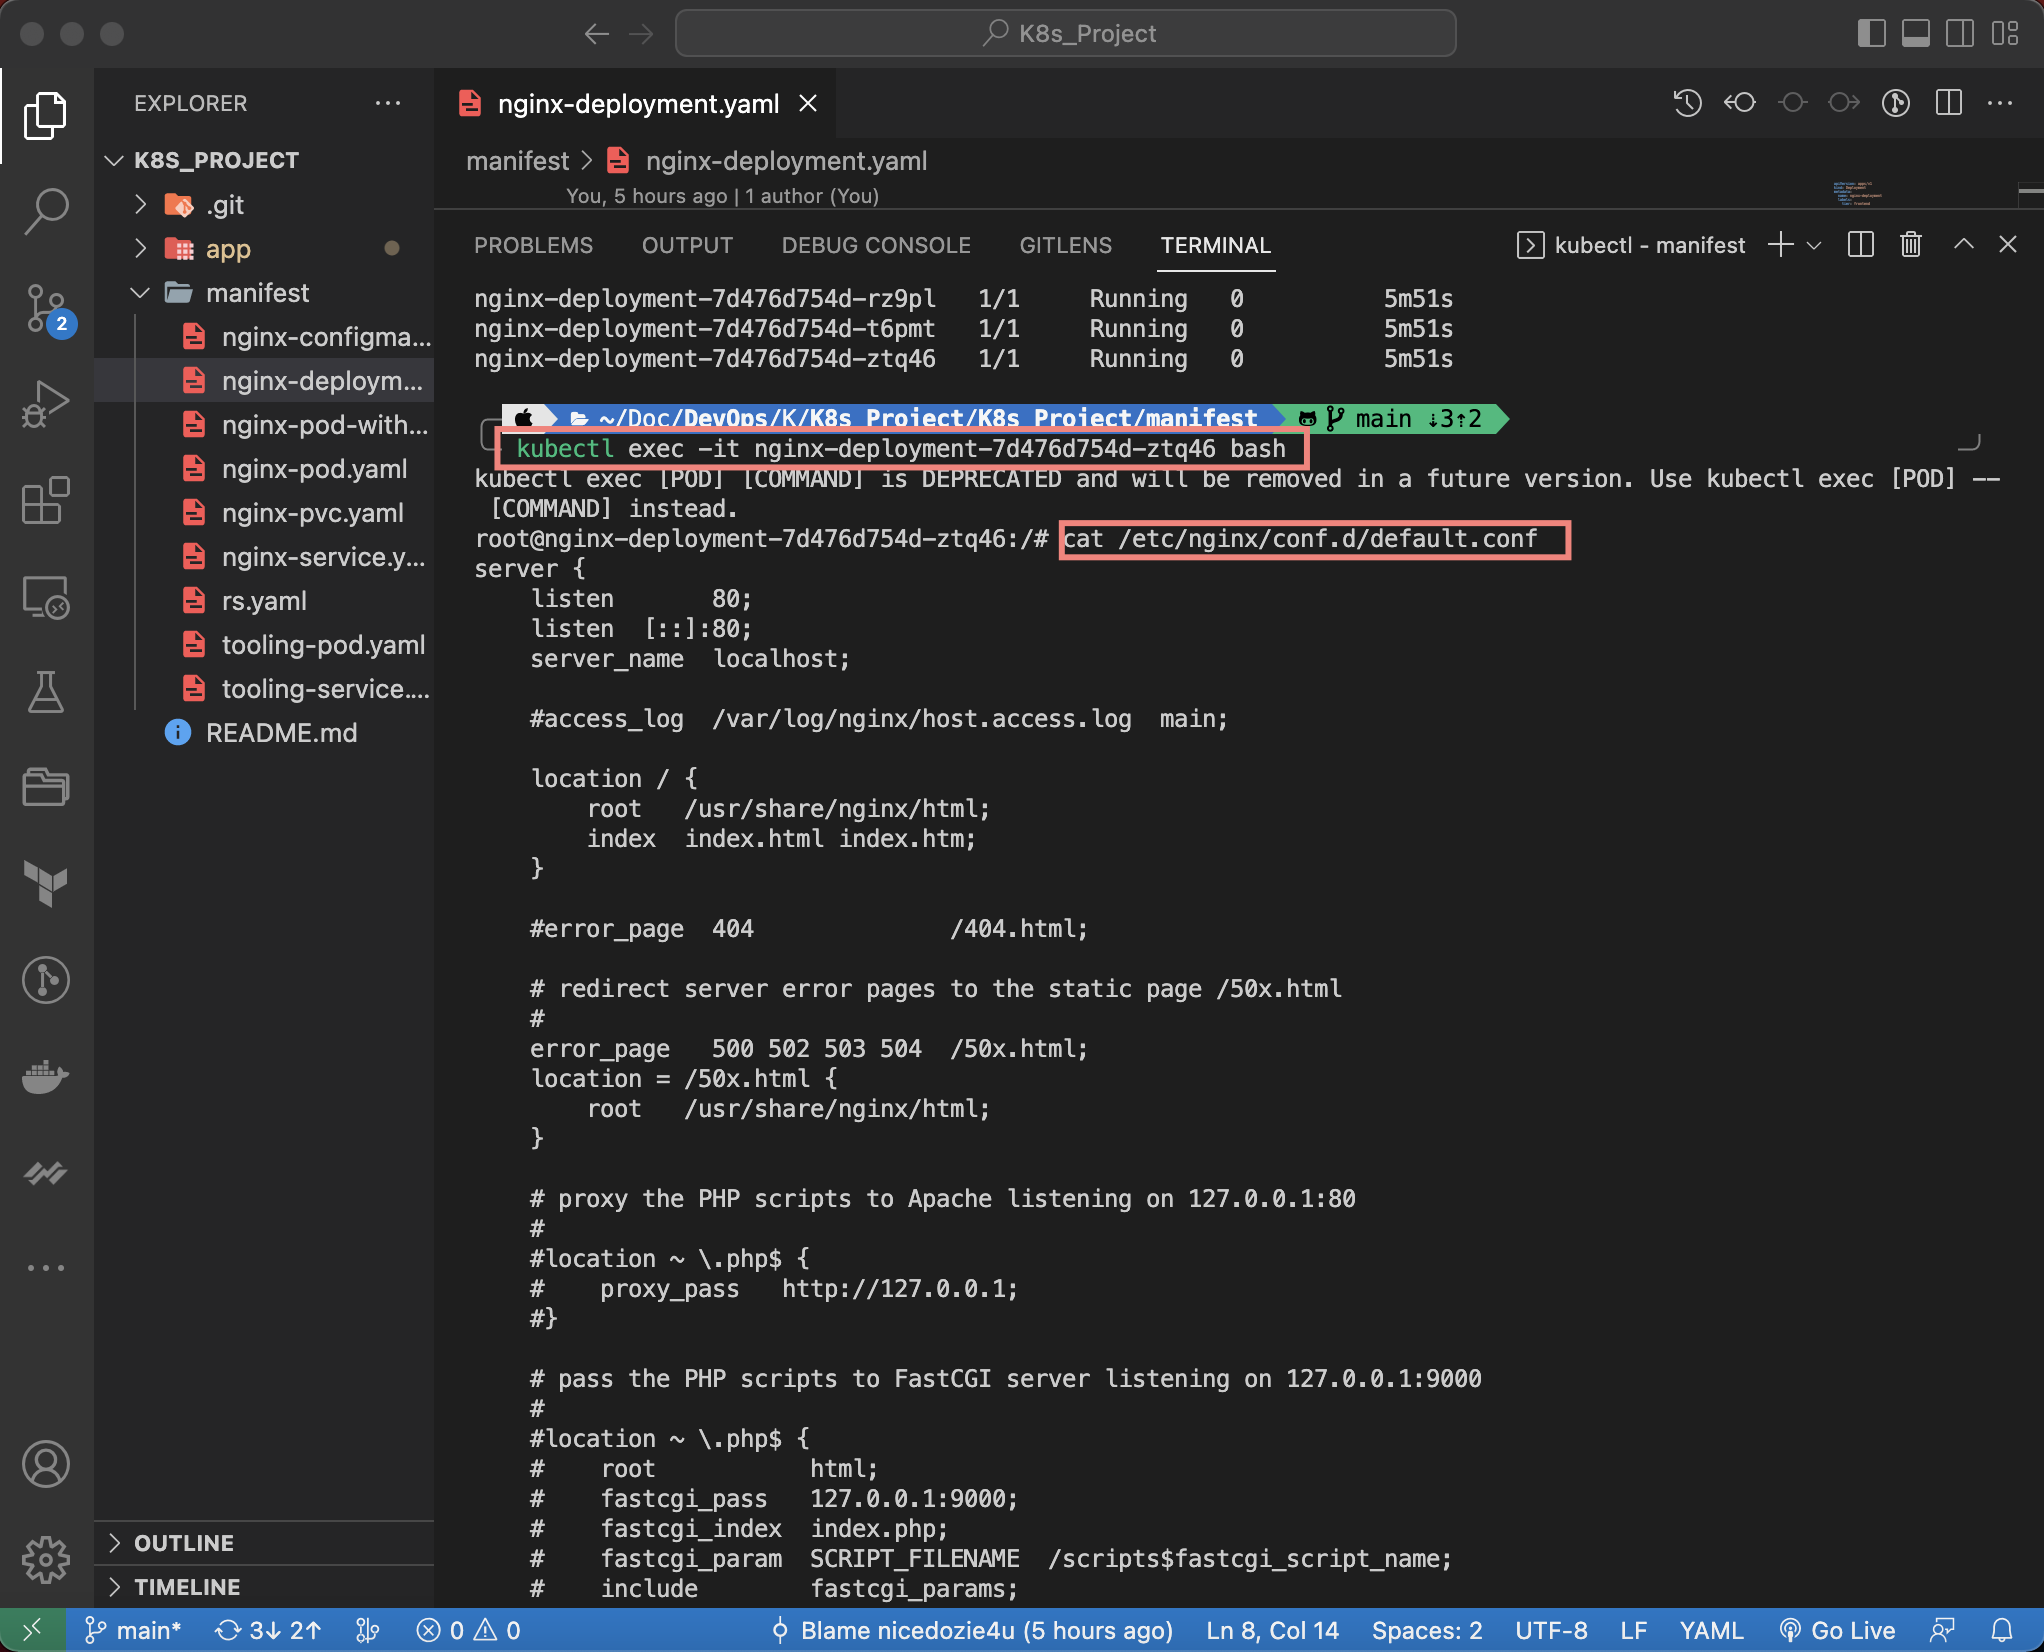 K8s_Project
EXPLORER
K8S_PROJECT
.git
app
manifest
nginx-configma...
nginx-deploym...
nginx-pod-with...
nginx-pod.yaml
nginx-pvc.yaml
nginx-service.y...
rs.yaml
tooling-pod.yaml
tooling-service....
README.md
OUTLINE
TIMELINE
2
nginx-deployment.yaml
manifest > nginx-deployment.yaml
You, 5 hours ago | 1 author (You)
PROBLEMS OUTPUT DEBUG CONSOLE GITLENS TERMINAL kubectl - manifest
nginx-deployment-7d476d754d-rz9pl 1/1 Running 0 5m51s
nginx-deployment-7d476d754d-t6pmt 1/1 Running 0 5m51s
nginx-deployment-7d476d754d-ztq46 1/1 Running 0 5m51s
~/Doc/DevOps/K/K8s_Project/K8s_Project/manifest main ⇣3⇡2
kubectl exec -it nginx-deployment-7d476d754d-ztq46 bash
kubectl exec [POD] [COMMAND] is DEPRECATED and will be removed in a future version. Use kubectl exec [POD] --
[COMMAND] instead.
root@nginx-deployment-7d476d754d-ztq46:/# cat /etc/nginx/conf.d/default.conf
server {
    listen       80;
    listen  [::]:80;
    server_name  localhost;
    #access_log  /var/log/nginx/host.access.log  main;
    location / {
        root   /usr/share/nginx/html;
        index  index.html index.htm;
    }
    #error_page  404              /404.html;
    # redirect server error pages to the static page /50x.html
    #
    error_page   500 502 503 504  /50x.html;
    location = /50x.html {
        root   /usr/share/nginx/html;
    }
    # proxy the PHP scripts to Apache listening on 127.0.0.1:80
    #
    #location ~ \.php$ {
    #    proxy_pass   http://127.0.0.1;
    #}
    # pass the PHP scripts to FastCGI server listening on 127.0.0.1:9000
    #
    #location ~ \.php$ {
    #    root           html;
    #    fastcgi_pass   127.0.0.1:9000;
    #    fastcgi_index  index.php;
    #    fastcgi_param  SCRIPT_FILENAME  /scripts$fastcgi_script_name;
    #    include        fastcgi_params;
main* 3↓ 2↑ 0 0 Blame nicedozie4u (5 hours ago) Ln 8, Col 14 Spaces: 2 UTF-8 LF YAML Go Live